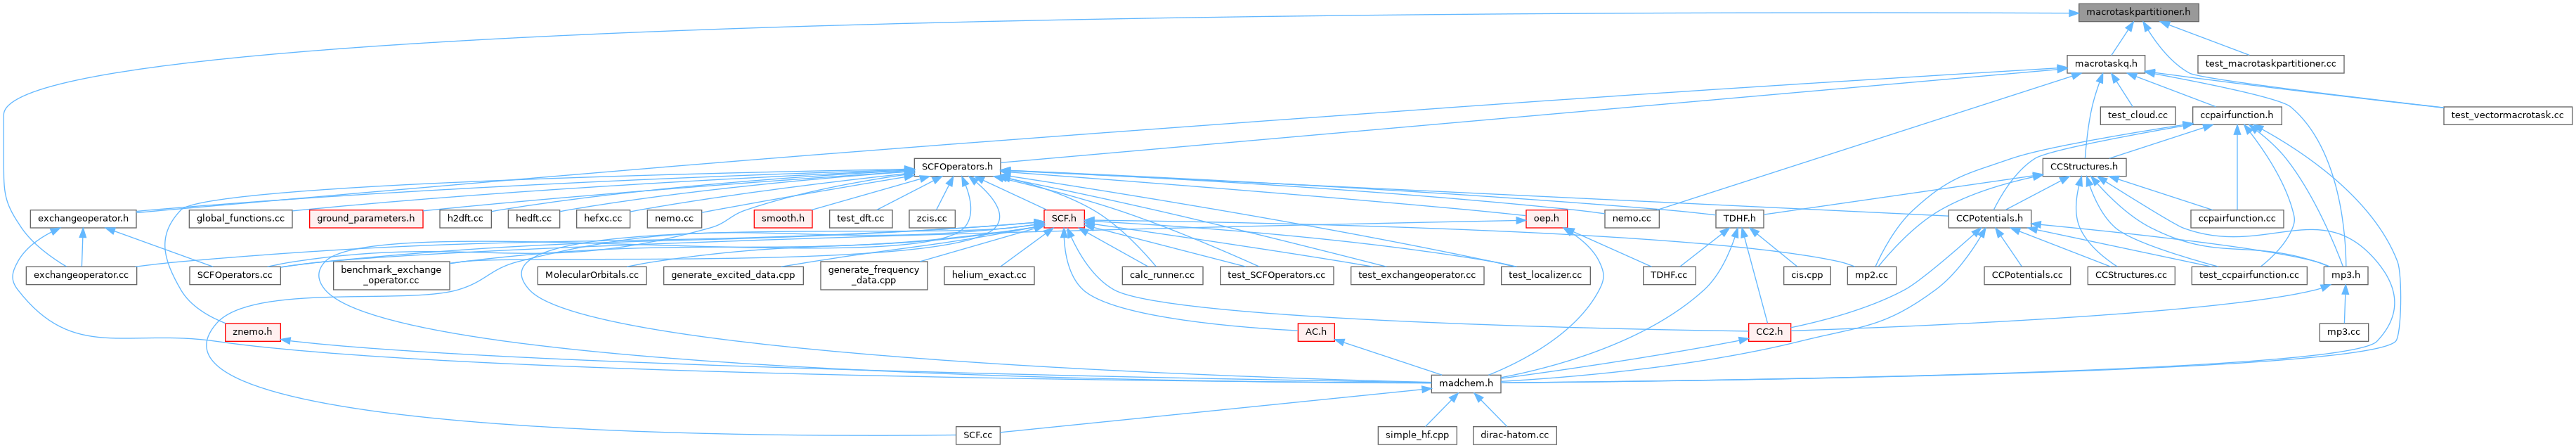 macrotaskpartitioner.h
macrotaskq.h
test_macrotaskpartitioner.cc
test_cloud.cc
ccpairfunction.h
test_vectormacrotask.cc
SCFOperators.h
CCStructures.h
exchangeoperator.h
global_functions.cc
ground_parameters.h
h2dft.cc
hedft.cc
hefxc.cc
nemo.cc
smooth.h
test_dft.cc
zcis.cc
SCF.h
oep.h
nemo.cc
TDHF.h
CCPotentials.h
ccpairfunction.cc
exchangeoperator.cc
SCFOperators.cc
benchmark_exchange
_operator.cc
MolecularOrbitals.cc
generate_excited_data.cpp
generate_frequency
_data.cpp
helium_exact.cc
calc_runner.cc
test_SCFOperators.cc
test_exchangeoperator.cc
test_localizer.cc
TDHF.cc
cis.cpp
mp2.cc
CCPotentials.cc
CCStructures.cc
test_ccpairfunction.cc
mp3.h
znemo.h
AC.h
CC2.h
mp3.cc
madchem.h
SCF.cc
simple_hf.cpp
dirac-hatom.cc